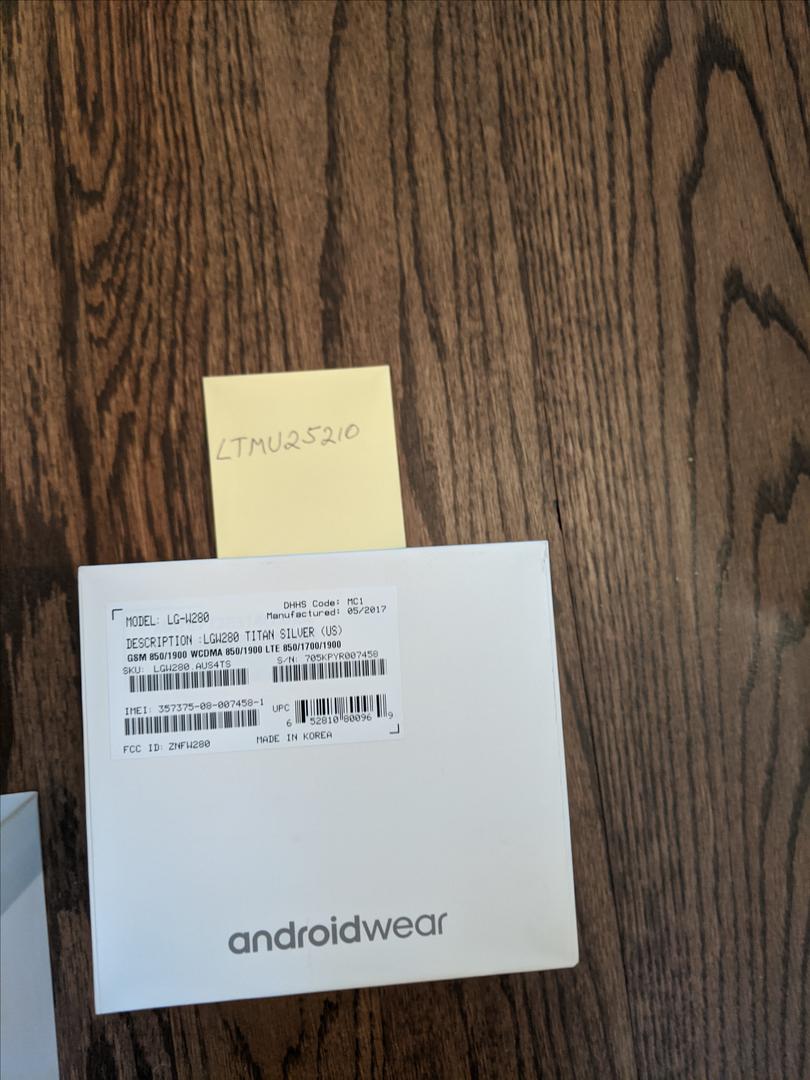 LTMU25210
MODEL: LG-W280
DHHS Code: MC1
Manufactured: 05/2017
DESCRIPTION :LGW280 TITAN SILVER (US)
GSM 850/1900 WCDMA 850/1900 LTE 850/1700/1900
SKU: LGW280.AUS4TS
S/N: 705KPYR007458
IMEI: 357375-08-007458-1
UPC
6 52810 80096 9
FCC ID: ZNFW280
MADE IN KOREA
androidwear